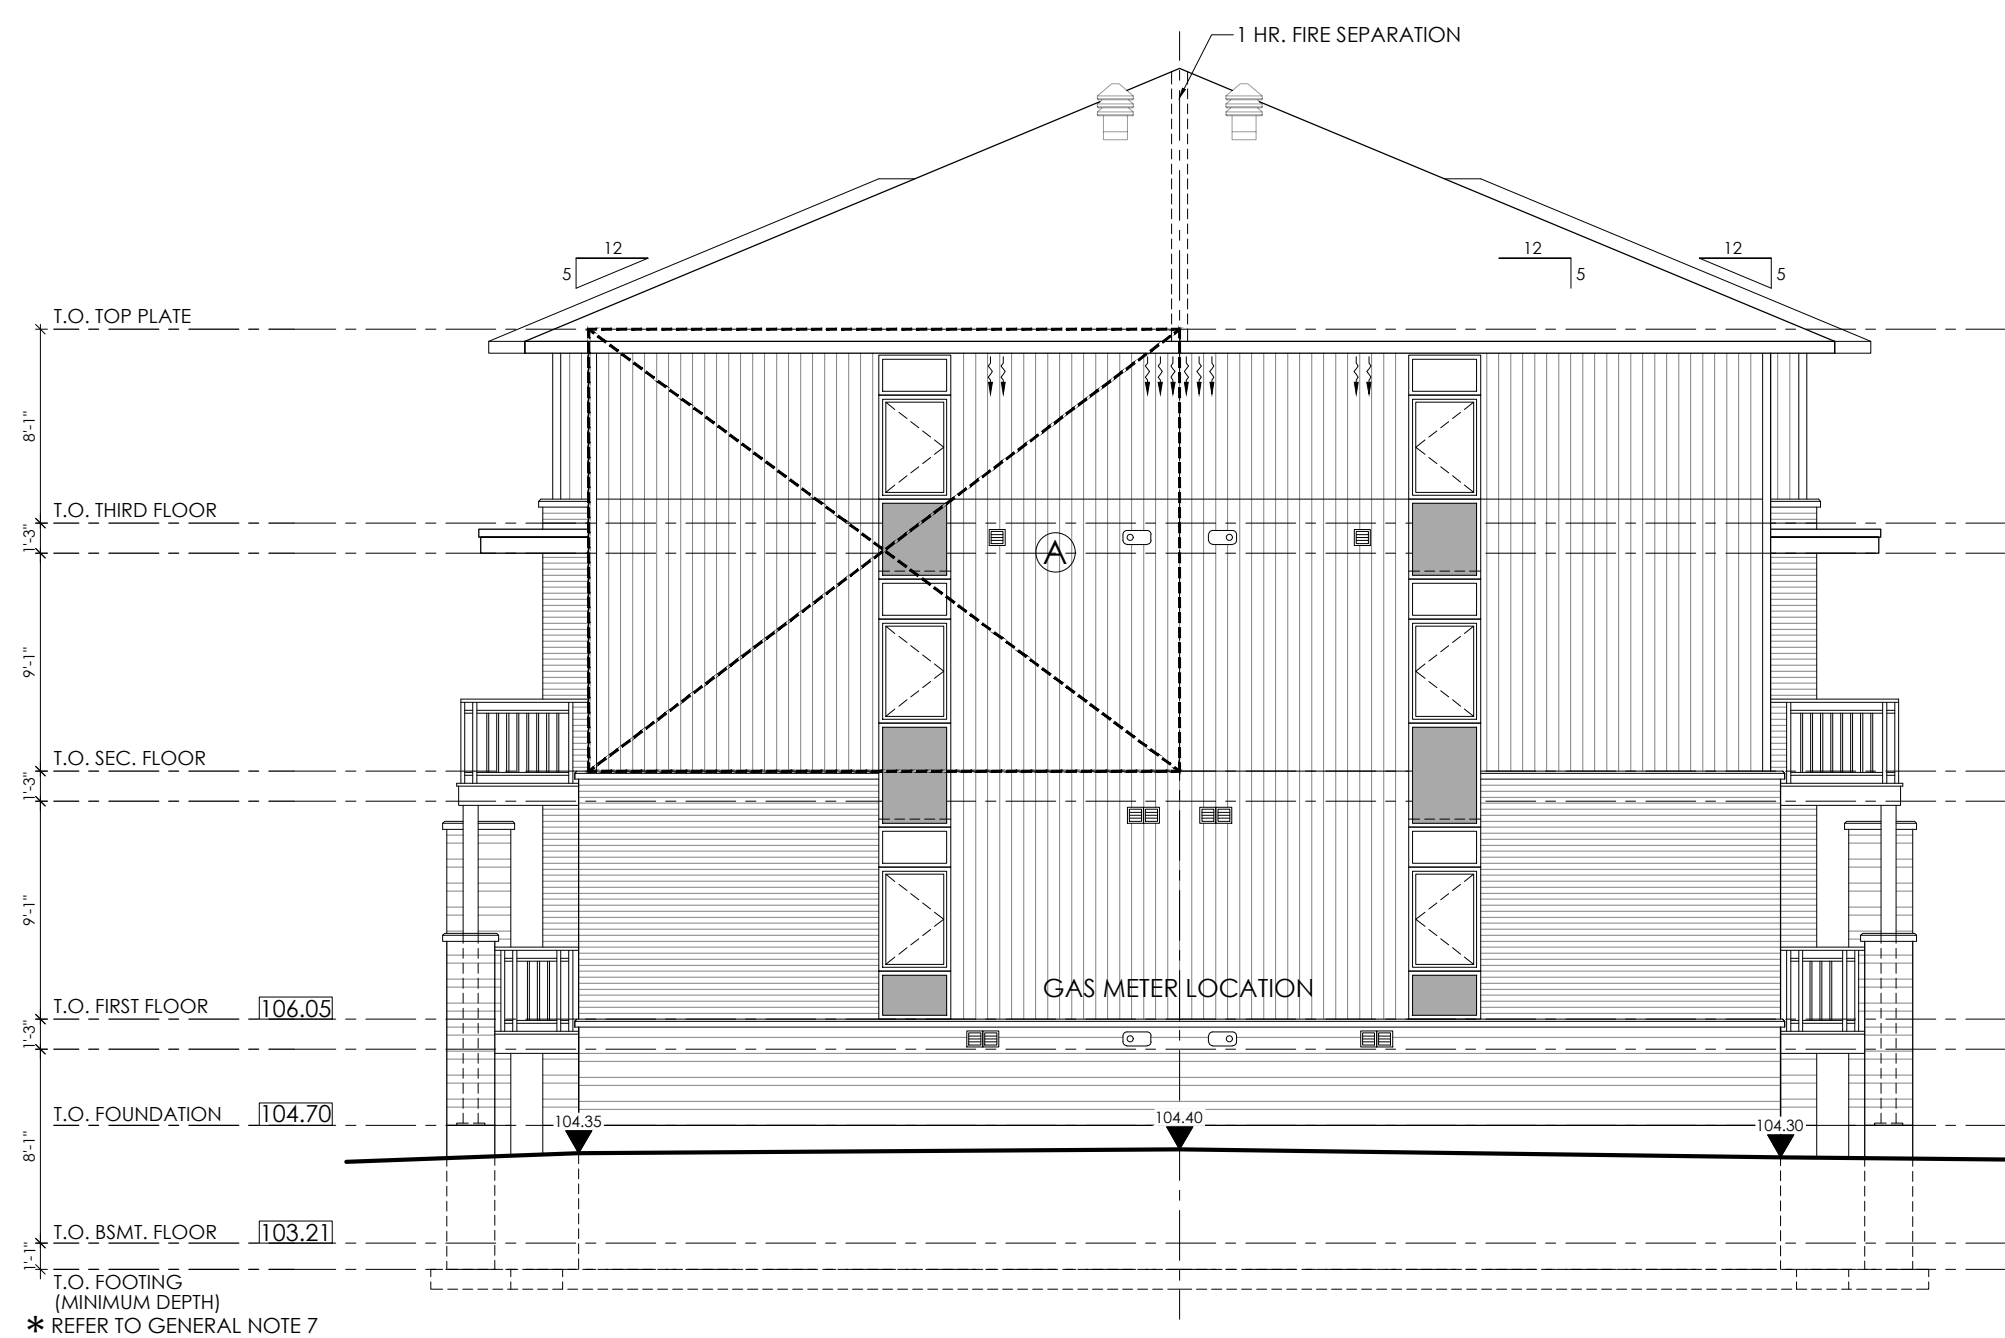 1 HR. FIRE SEPARATION
12
5
12
5
12
5
T.O. TOP PLATE
8'-1"
T.O. THIRD FLOOR
1'-3"
A
9'-1"
T.O. SEC. FLOOR
1'-3"
9'-1"
GAS METER LOCATION
T.O. FIRST FLOOR 106.05
1'-3"
T.O. FOUNDATION 104.70
104.35
104.40
104.30
8'-1"
T.O. BSMT. FLOOR 103.21
1'-1"
T.O. FOOTING
(MINIMUM DEPTH)
* REFER TO GENERAL NOTE 7